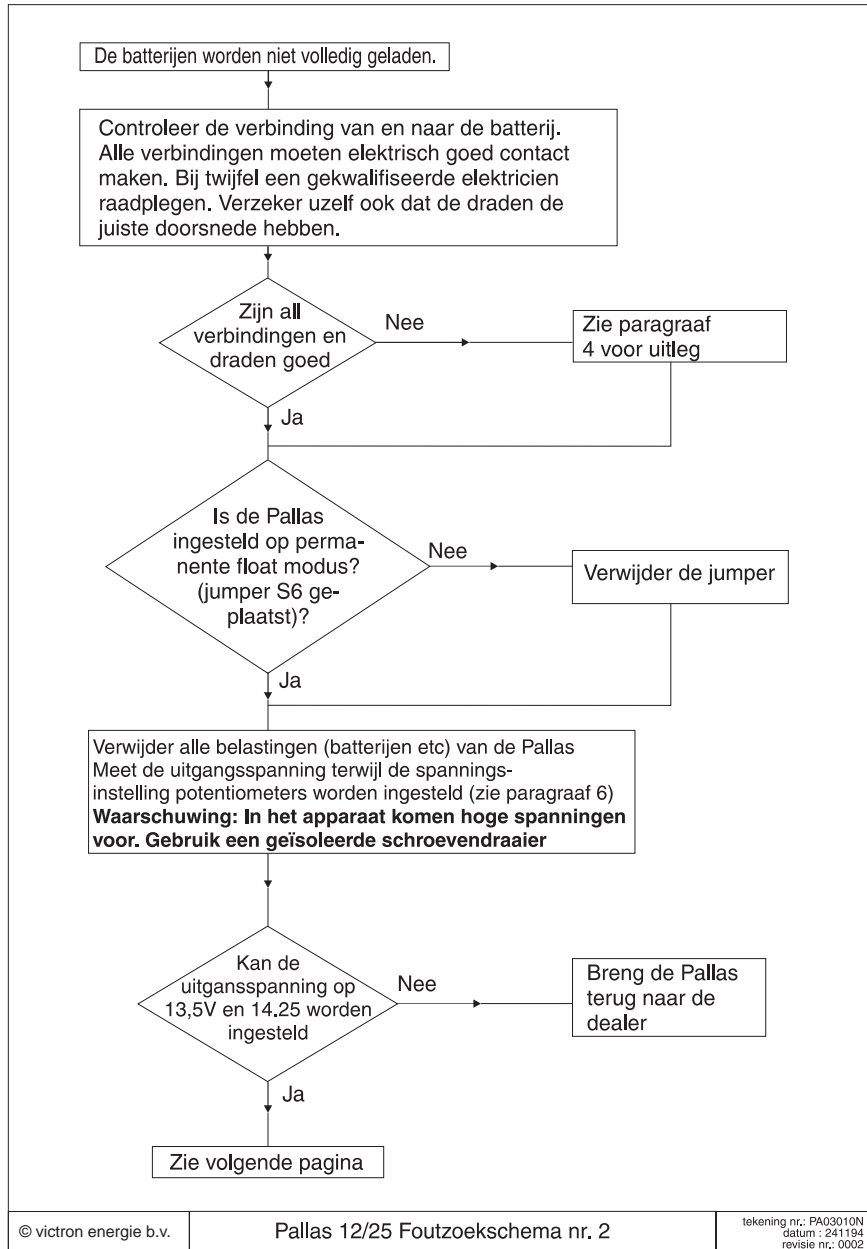 De batterijen worden niet volledig geladen.
Controleer de verbinding van en naar de batterij.
Alle verbindingen moeten elektrisch goed contact
maken. Bij twijfel een gekwalifiseerde elektricien
raadplegen. Verzeker uzelf ook dat de draden de
juiste doorsnede hebben.
Zijn all
verbindingen en
draden goed
Nee
Zie paragraaf
4 voor uitleg
Ja
Is de Pallas
ingesteld op perma-
nente float modus?
(jumper S6 ge-
plaatst)?
Nee
Verwijder de jumper
Ja
Verwijder alle belastingen (batterijen etc) van de Pallas
Meet de uitgangsspanning terwijl de spannings-
instelling potentiometers worden ingesteld (zie paragraaf 6)
Waarschuwing: In het apparaat komen hoge spanningen
voor. Gebruik een geïsoleerde schroevendraaier
Kan de
uitgansspanning op
13,5V en 14.25 worden
ingesteld
Nee
Breng de Pallas
terug naar de
dealer
Ja
Zie volgende pagina
© victron energie b.v.
Pallas 12/25 Foutzoekschema nr. 2
tekening nr.: PA03010N
datum : 241194
revisie nr.: 0002